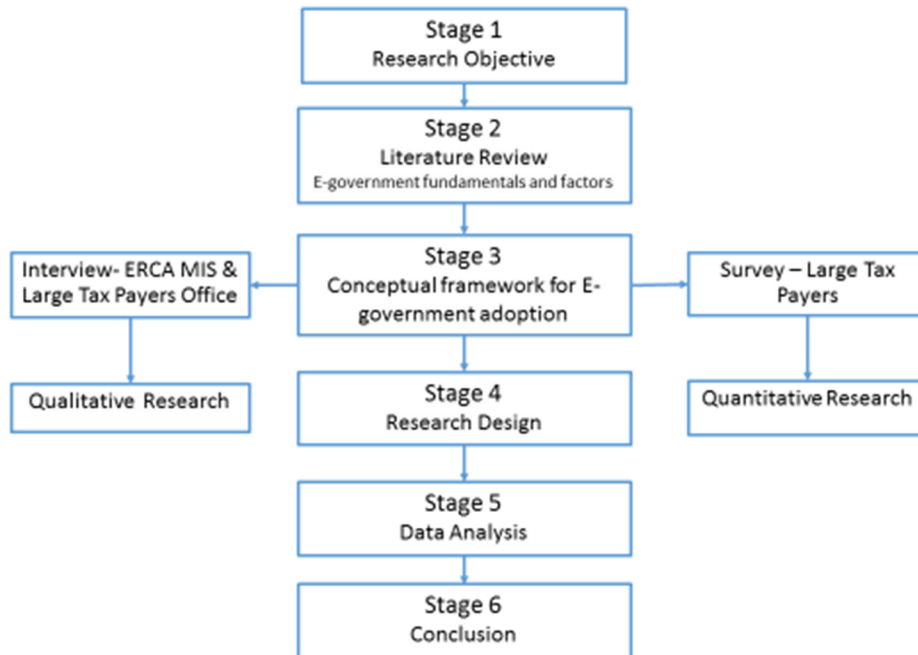 Stage 1
Research Objective
Stage 2
Literature Review
E-government fundamentals and factors
Stage 3
Conceptual framework for E-
government adoption
Interview- ERCA MIS &
Large Tax Payers Office
Qualitative Research
Survey – Large Tax
Payers
Quantitative Research
Stage 4
Research Design
Stage 5
Data Analysis
Stage 6
Conclusion